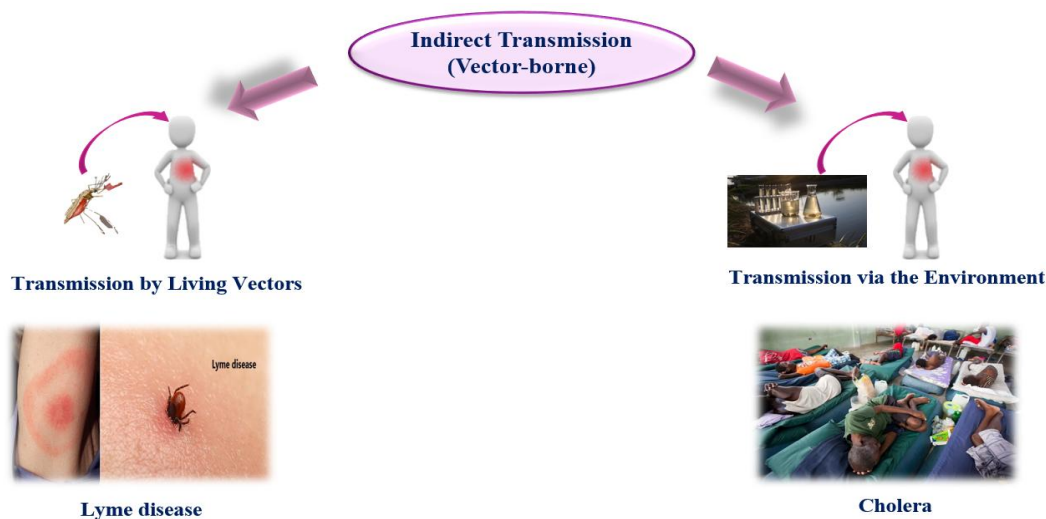 Indirect Transmission
(Vector-borne)
Transmission by Living Vectors
Transmission via the Environment
Lyme disease
Lyme disease
Cholera